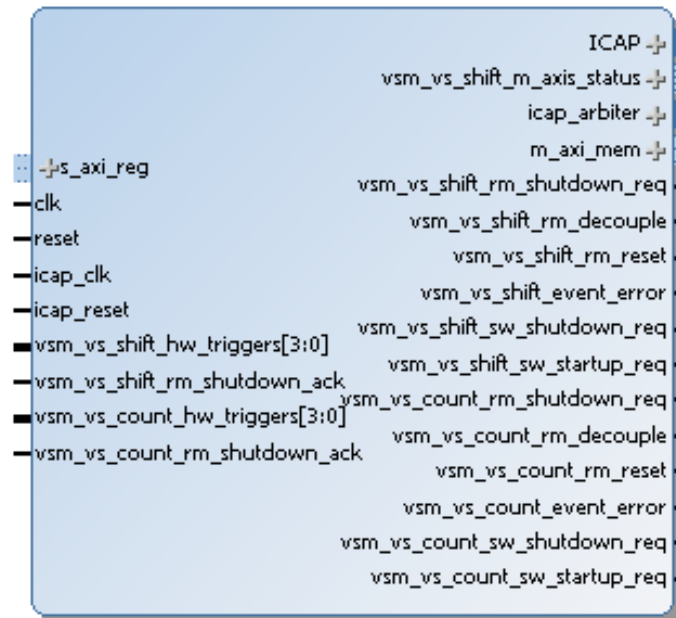 ICAP
vsm_vs_shift_m_axis_status
icap_arbiter
m_axi_mem
s_axi_reg
vsm_vs_shift_rm_shutdown_req
clk
vsm_vs_shift_rm_decouple
reset
vsm_vs_shift_rm_reset
icap_clk
vsm_vs_shift_event_error
icap_reset
vsm_vs_shift_sw_shutdown_req
vsm_vs_shift_hw_triggers[3:0]
vsm_vs_shift_sw_startup_req
vsm_vs_shift_rm_shutdown_ack
vsm_vs_count_rm_shutdown_req
vsm_vs_count_hw_triggers[3:0]
vsm_vs_count_rm_decouple
vsm_vs_count_rm_shutdown_ack
vsm_vs_count_rm_reset
vsm_vs_count_event_error
vsm_vs_count_sw_shutdown_req
vsm_vs_count_sw_startup_req